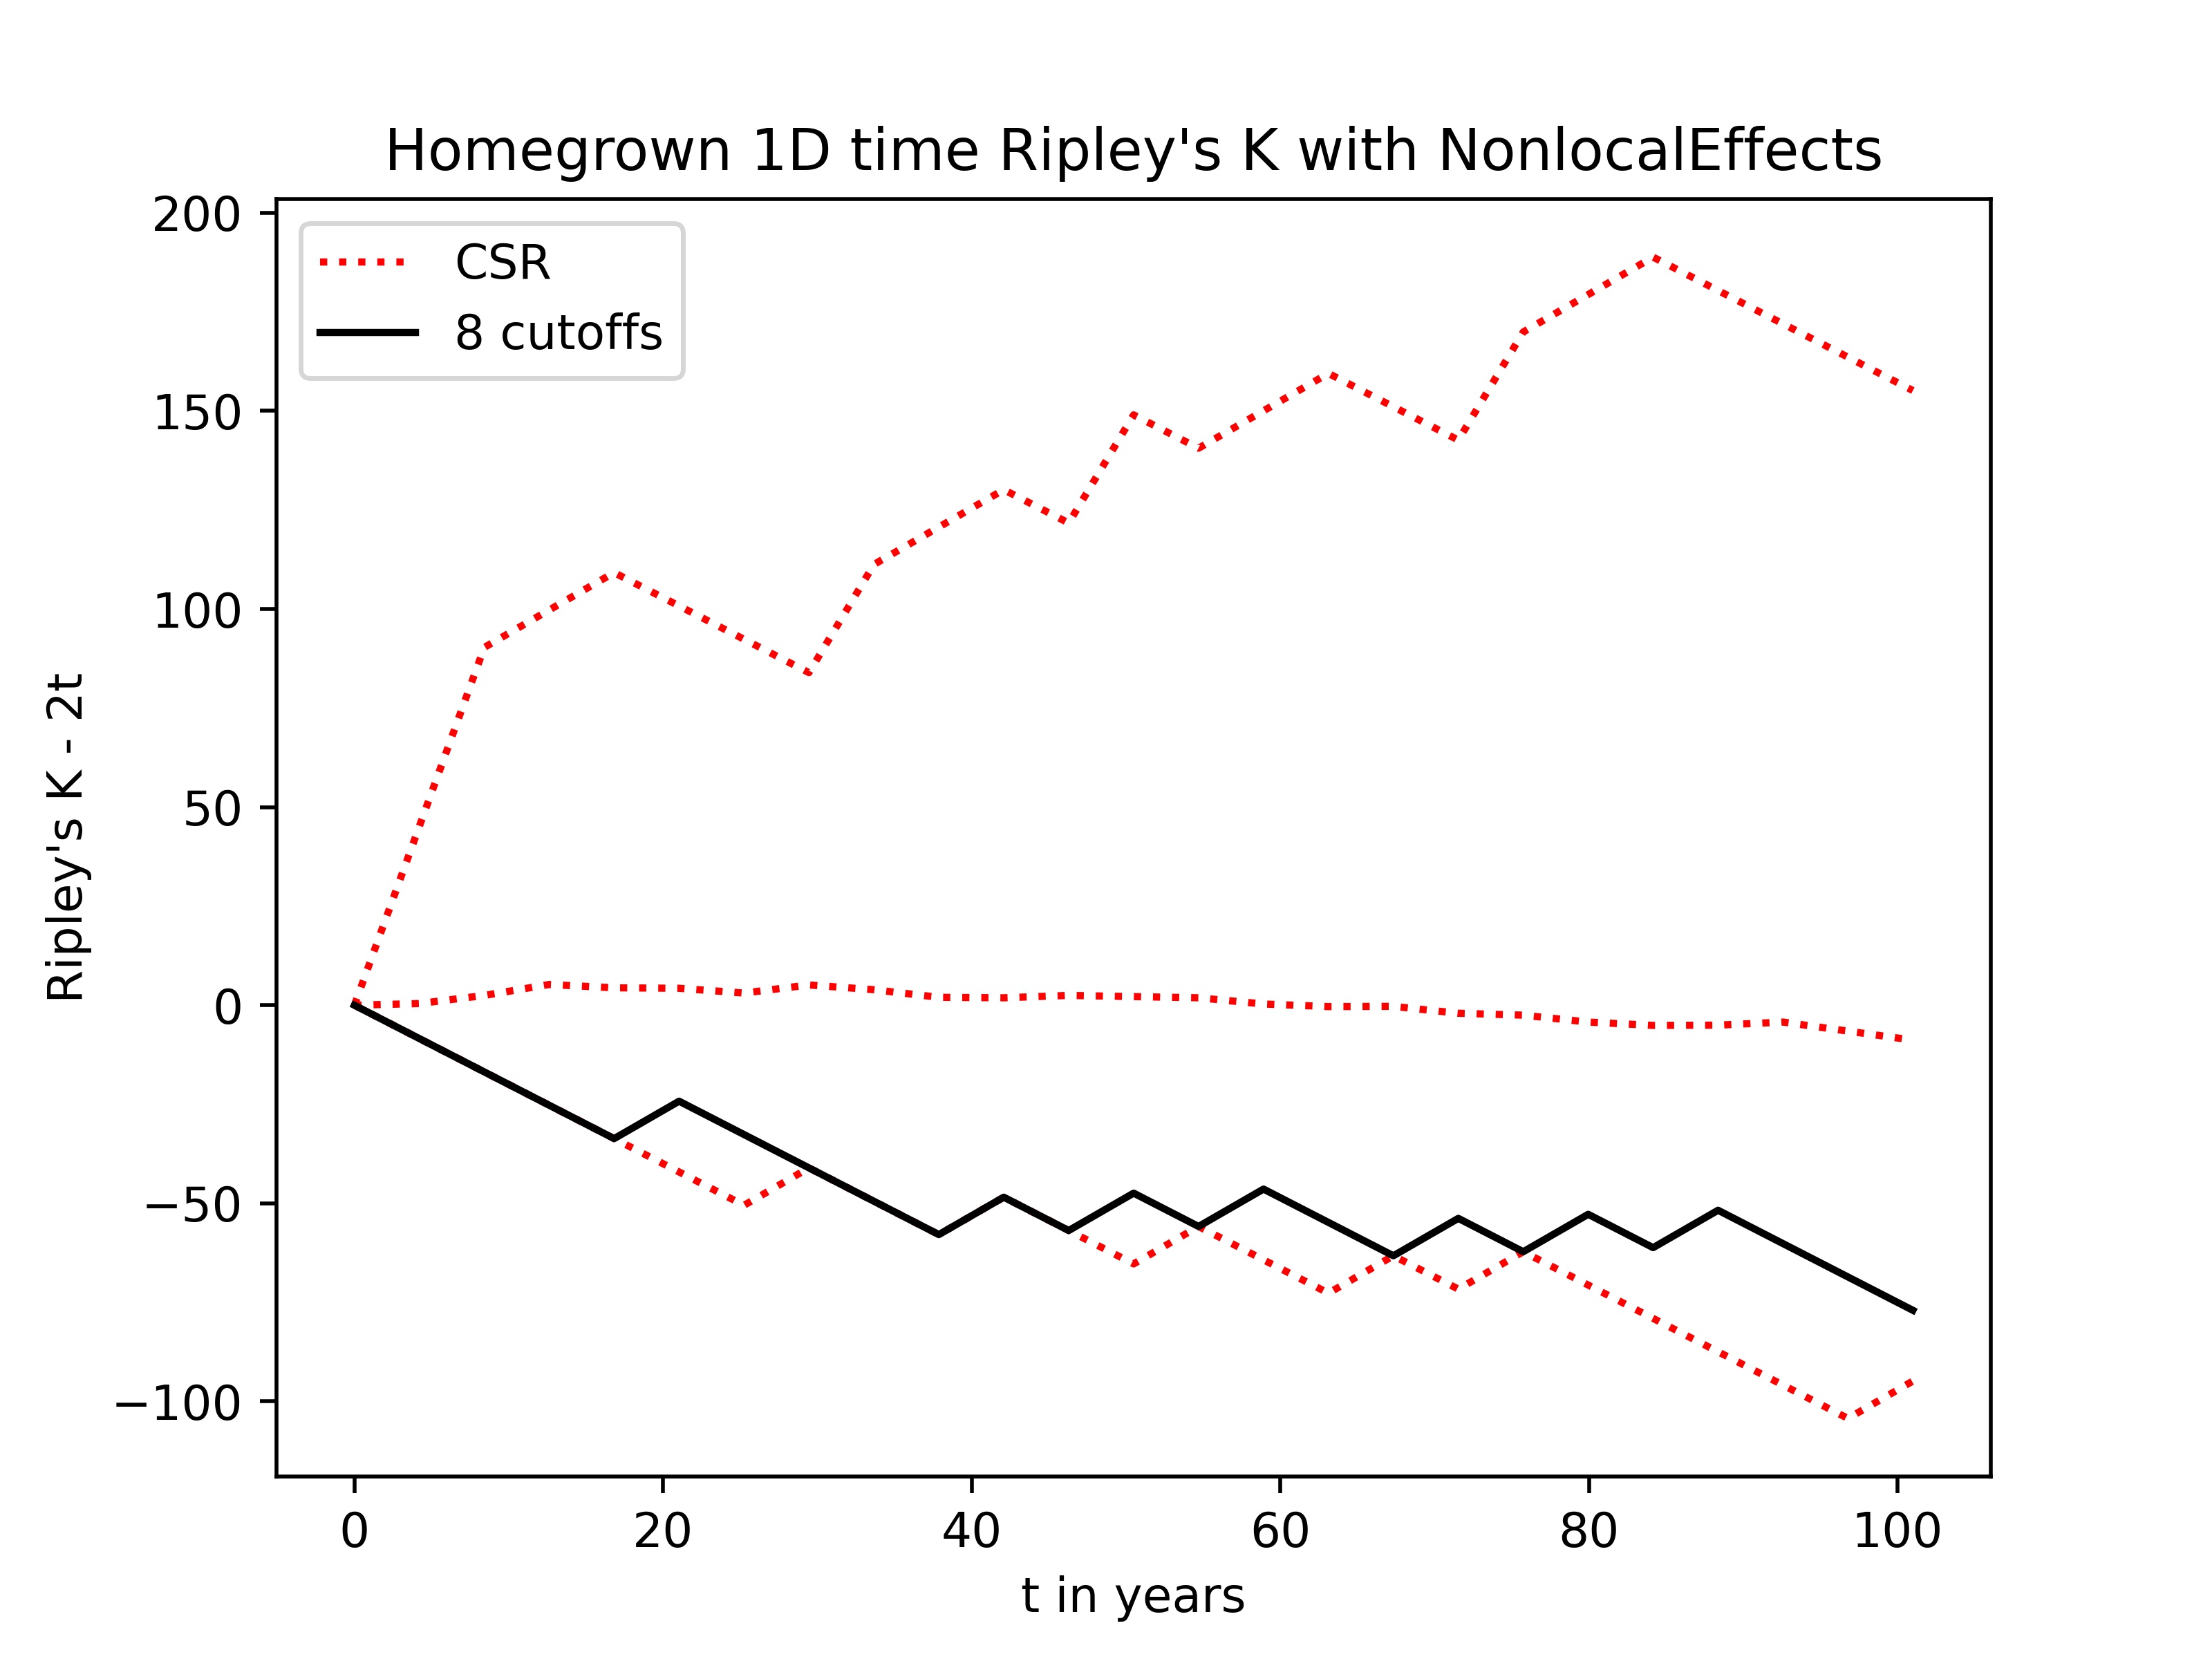 Homegrown 1D time Ripley's K with NonlocalEffects
CSR
8 cutoffs
200
150
100
50
0
−50
−100
Ripley's K - 2t
0 20 40 60 80 100
t in years